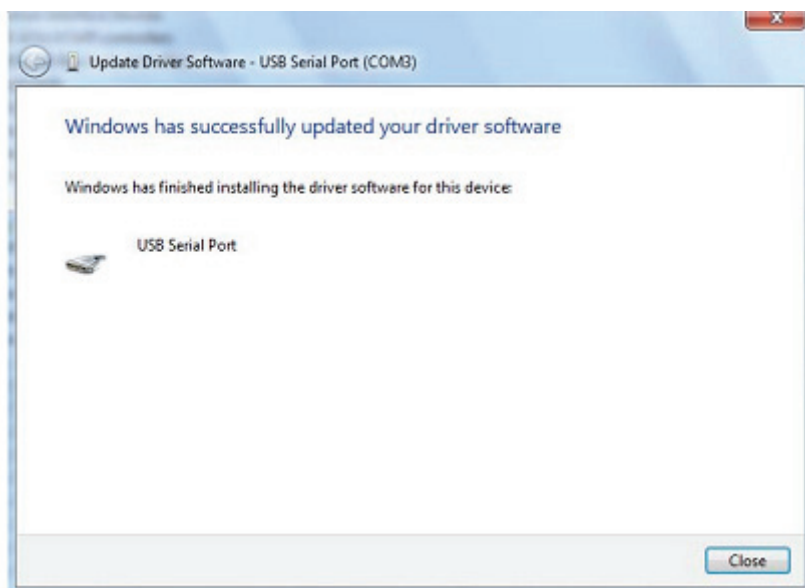 Update Driver Software - USB Serial Port (COM3)
Windows has successfully updated your driver software
Windows has finished installing the driver software for this device:
USB Serial Port
Close